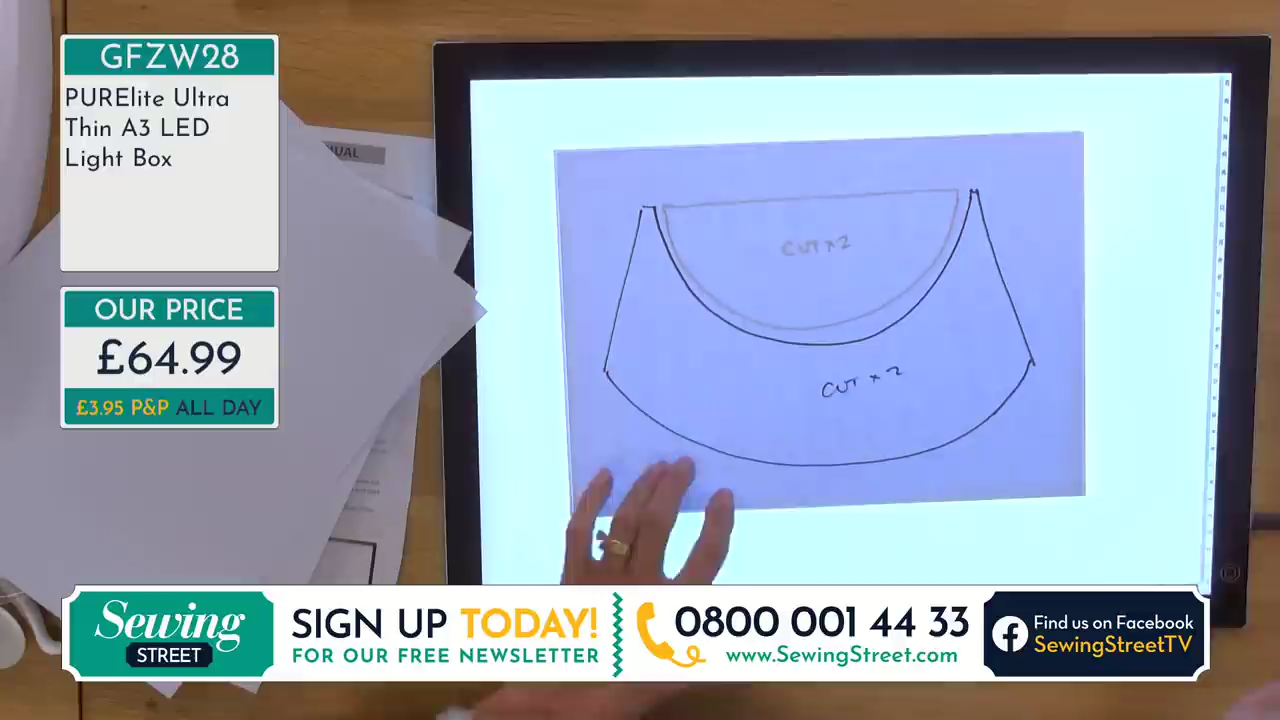 GFZW28
PURElite Ultra
Thin A3 LED
Light Box
OUR PRICE
£64.99
£3.95 P&P ALL DAY
CUT x 2
CUT x 2
Sewing
STREET
SIGN UP TODAY!
FOR OUR FREE NEWSLETTER
0800 001 44 33
www.SewingStreet.com
Find us on Facebook
SewingStreetTV